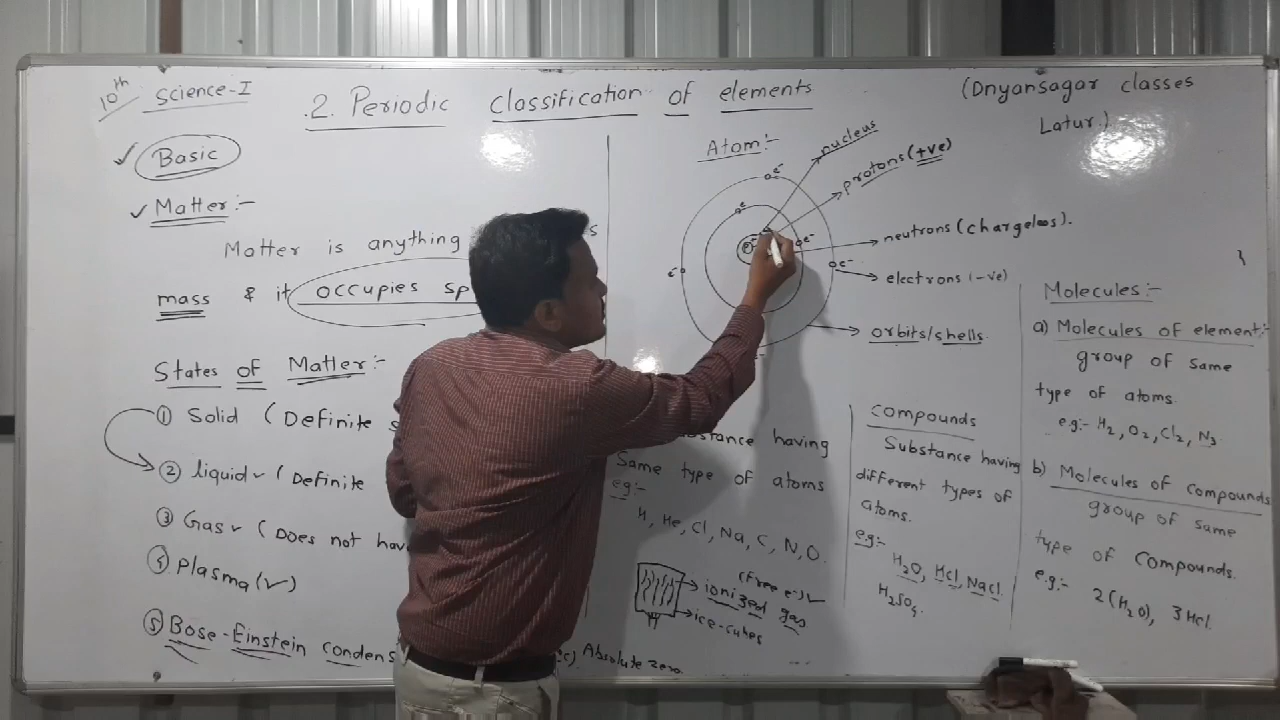 10th Science-I
2. Periodic classification of elements
(Dnyansagar classes
Latur.)
Basic
Matter:-
Matter is anything
mass & it occupies sp
States of Matter:-
① Solid (Definite
② liquid (Definite
③ Gas (Does not hav
④ Plasma (✓)
⑤ Bose-Einstein condens
Absolute zero
Atom:-
nucleus
protons (+ve)
neutrons (chargeless).
electrons (-ve)
orbits/shells
e-
e-
e-
e-
e-
stance having
Same type of atoms
eg:-
H, He, Cl, Na, C, N, O.
(free e-)
ionized gas
ice-cubes
compounds
Substance having
different types of
atoms.
eg:-
H2O, Hcl, Nacl.
H2SO4.
Molecules:-
a) Molecules of element:-
group of same
type of atoms
e.g:- H2, O2, Cl2, N3.
b) Molecules of compounds
group of same
type of compounds.
e.g:- 2(H2O), 3Hcl.